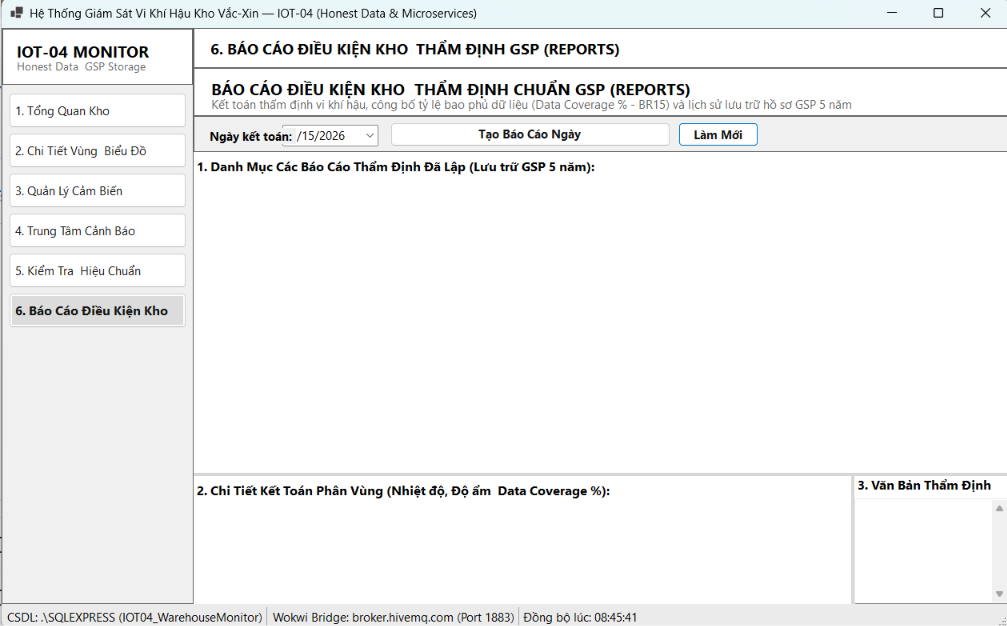 Hệ Thống Giám Sát Vi Khí Hậu Kho Vắc-Xin — IOT-04 (Honest Data & Microservices)
IOT-04 MONITOR
Honest Data  GSP Storage
1. Tổng Quan Kho
2. Chi Tiết Vùng  Biểu Đồ
3. Quản Lý Cảm Biến
4. Trung Tâm Cảnh Báo
5. Kiểm Tra  Hiệu Chuẩn
6. Báo Cáo Điều Kiện Kho
6. BÁO CÁO ĐIỀU KIỆN KHO  THẨM ĐỊNH GSP (REPORTS)
BÁO CÁO ĐIỀU KIỆN KHO  THẨM ĐỊNH CHUẨN GSP (REPORTS)
Kết toán thẩm định vi khí hậu, công bố tỷ lệ bao phủ dữ liệu (Data Coverage % - BR15) và lịch sử lưu trữ hồ sơ GSP 5 năm
Ngày kết toán: /15/2026 Tạo Báo Cáo Ngày Làm Mới
1. Danh Mục Các Báo Cáo Thẩm Định Đã Lập (Lưu trữ GSP 5 năm):
2. Chi Tiết Kết Toán Phân Vùng (Nhiệt độ, Độ ẩm  Data Coverage %):
3. Văn Bản Thẩm Định
CSDL: .\SQLEXPRESS (IOT04_WarehouseMonitor) Wokwi Bridge: broker.hivemq.com (Port 1883) Đồng bộ lúc: 08:45:41